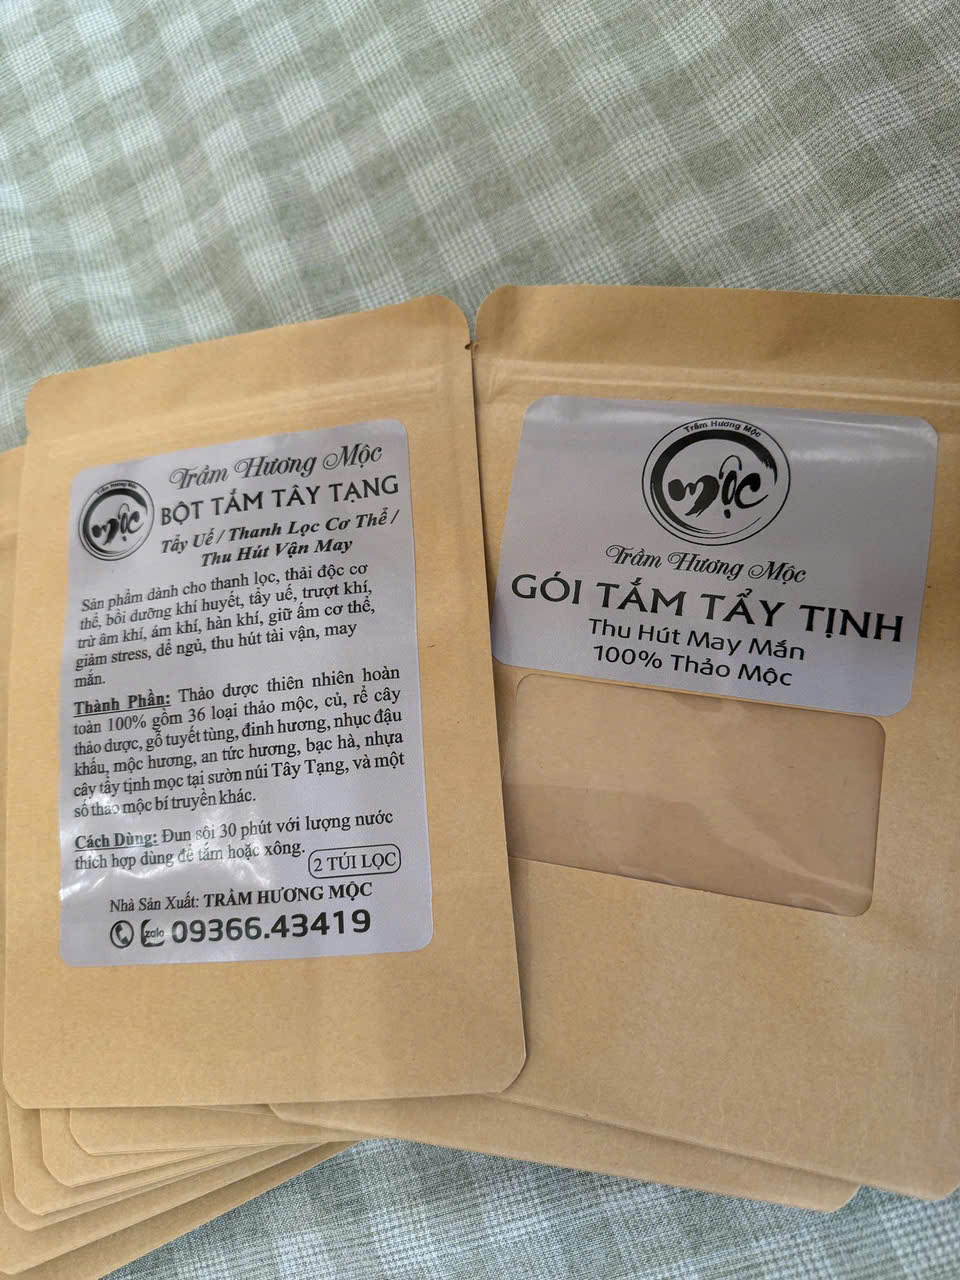 Trầm Hương Mộc
mộc
Trầm Hương Mộc
BỘT TẮM TÂY TẠNG
Tẩy Uế / Thanh Lọc Cơ Thể /
Thu Hút Vận May
Sản phẩm dành cho thanh lọc, thải độc cơ
thể, bồi dưỡng khí huyết, tẩy uế, trượt khí,
trừ âm khí, ám khí, hàn khí, giữ ấm cơ thể,
giảm stress, dễ ngủ, thu hút tài vận, may
mắn.
Thành Phần: Thảo dược thiên nhiên hoàn
toàn 100% gồm 36 loại thảo mộc, củ, rễ cây
thảo dược, gỗ tuyết tùng, đinh hương, nhục đậu
khấu, mộc hương, an tức hương, bạc hà, nhựa
cây tẩy tịnh mọc tại sườn núi Tây Tạng, và một
số thảo mộc bí truyền khác.
Cách Dùng: Đun sôi 30 phút với lượng nước
thích hợp dùng để tắm hoặc xông.
2 TÚI LỌC
Nhà Sản Xuất: TRẦM HƯƠNG MỘC
zalo 09366.43419
Trầm Hương Mộc
mộc
Trầm Hương Mộc
GÓI TẮM TẨY TỊNH
Thu Hút May Mắn
100% Thảo Mộc